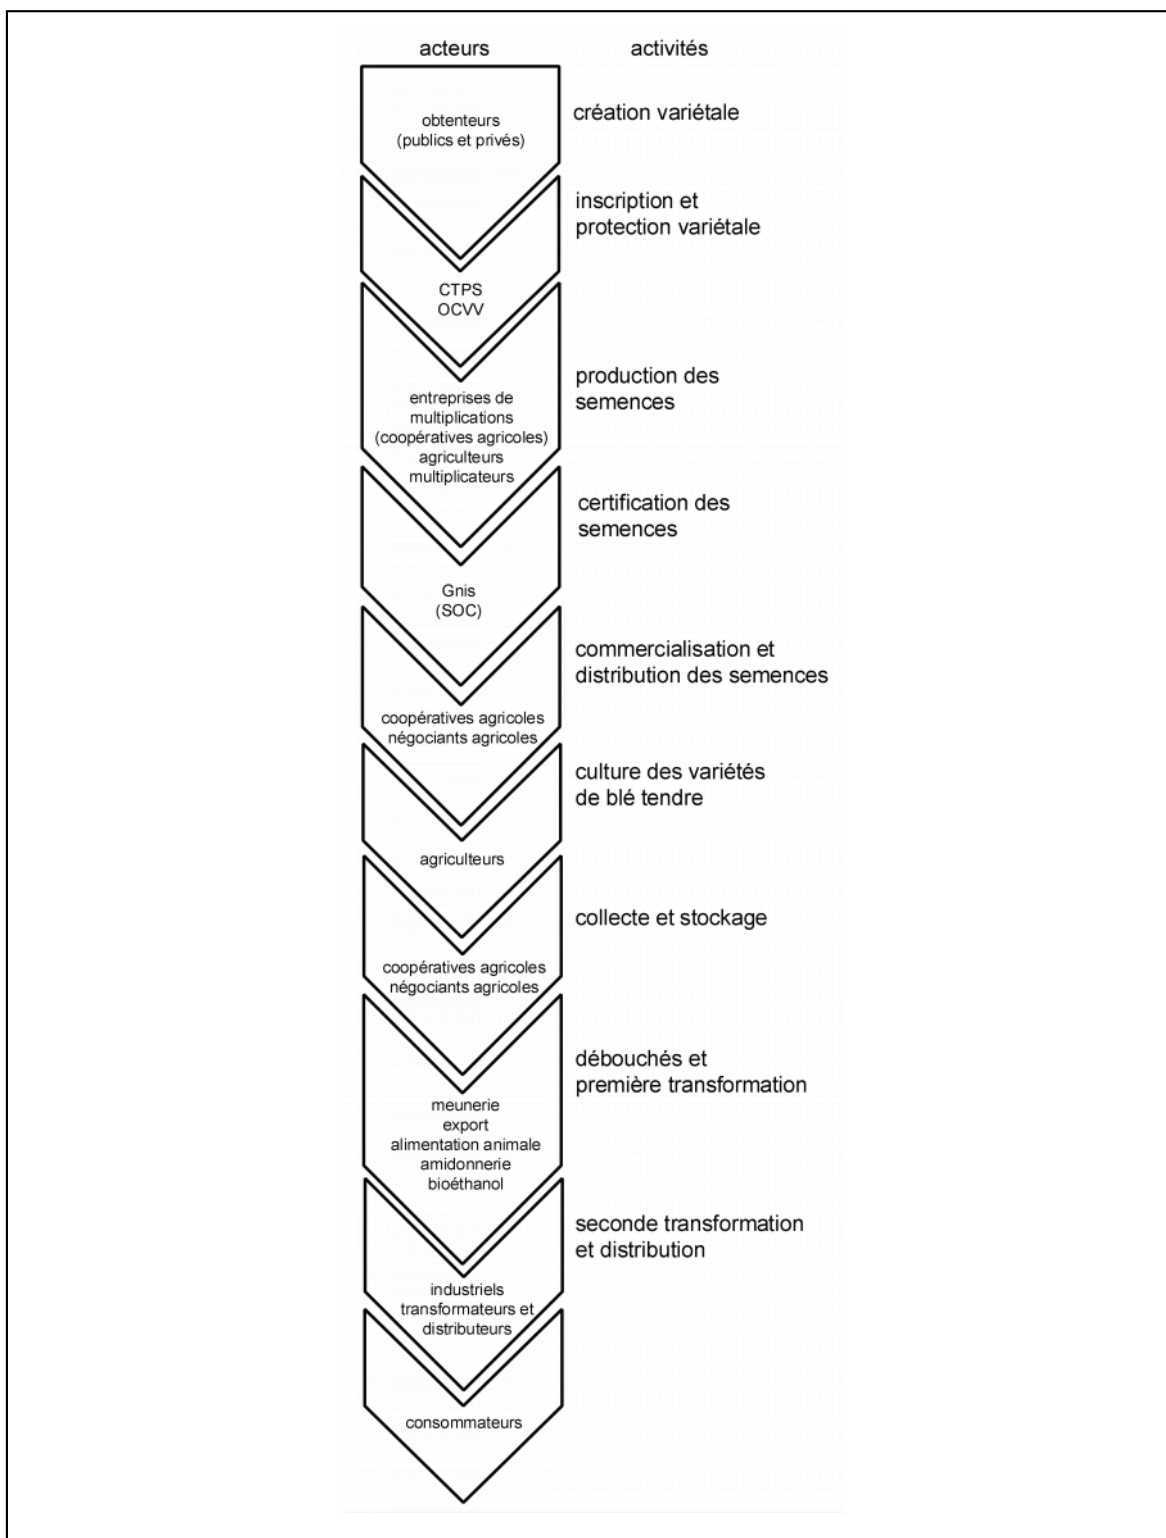 acteurs
activités
obtenteurs
(publics et privés)
création variétale
inscription et
protection variétale
CTPS
OCVV
production des
semences
entreprises de
multiplications
(coopératives agricoles)
agriculteurs
multiplicateurs
certification des
semences
Gnis
(SOC)
commercialisation et
distribution des semences
coopératives agricoles
négociants agricoles
culture des variétés
de blé tendre
agriculteurs
collecte et stockage
coopératives agricoles
négociants agricoles
débouchés et
première transformation
meunerie
export
alimentation animale
amidonnerie
bioéthanol
seconde transformation
et distribution
industriels
transformateurs et
distributeurs
consommateurs